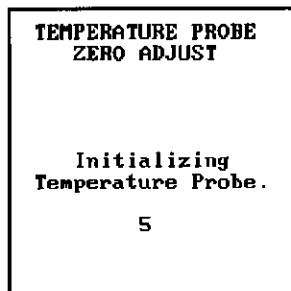 TEMPERATURE PROBE
ZERO ADJUST
Initializing
Temperature Probe.
5